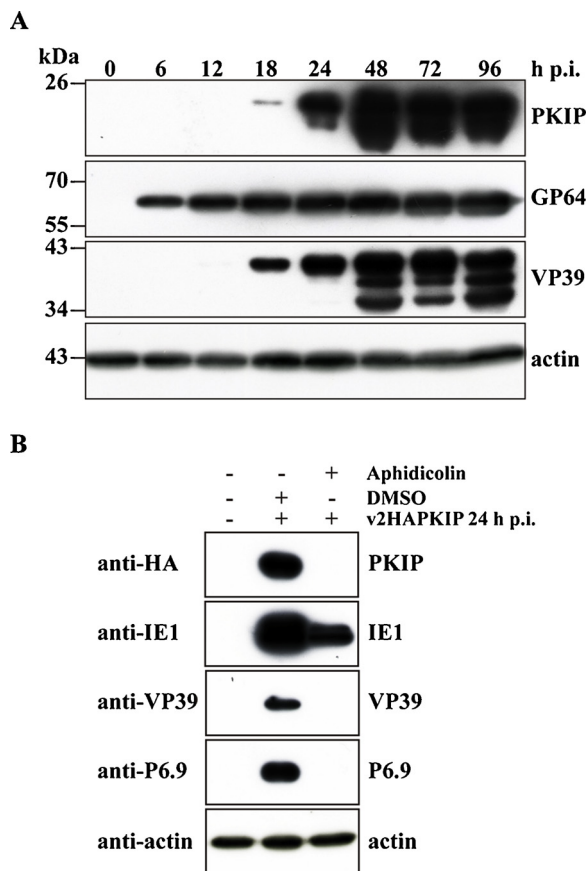 A
kDa 0 6 12 18 24 48 72 96 h p.i.
26
PKIP
70
GP64
55
43
VP39
34
43 actin
B
- - + Aphidicolin
- + - DMSO
- + + v2HAPKIP 24 h p.i.
anti-HA PKIP
anti-IE1 IE1
anti-VP39 VP39
anti-P6.9 P6.9
anti-actin actin